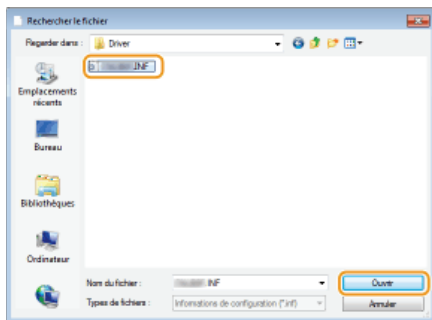 Rechercher le fichier
Regarder dans :
Driver
.INF
Emplacements
récents
Bureau
Bibliothèques
Ordinateur
Nom du fichier :
.INF
Ouvrir
Types de fichiers :
Informations de configuration (*.inf)
Annuler